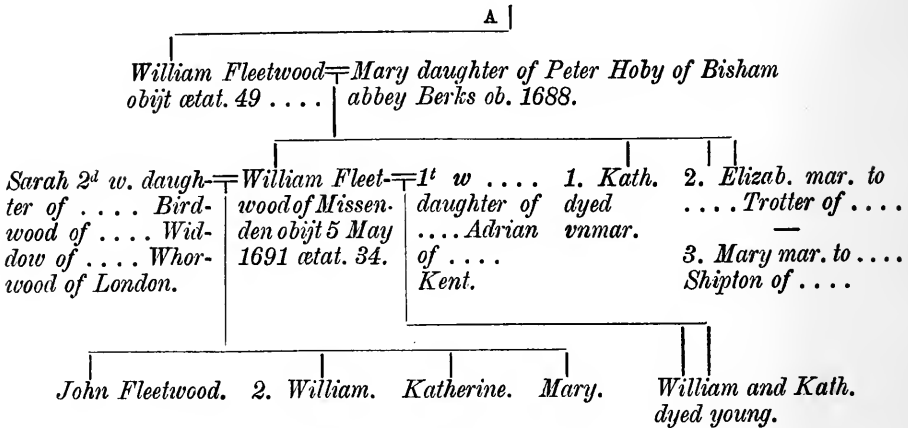 A
William Fleetwood = Mary daughter of Peter Hoby of Bisham
obijt ætat. 49 . . . . abbey Berks ob. 1688.
Sarah 2d w. daugh-
ter of . . . . Bird-
wood of . . . . Wid-
dow of . . . . Whor-
wood of London.
William Fleet-
wood of Missen-
den obijt 5 May
1691 ætat. 34.
1t w . . . .
daughter of
. . . . Adrian
of . . . .
Kent.
1. Kath.
dyed
vnmar.
2. Elizab. mar. to
. . . . Trotter of . . . .
—
3. Mary mar. to . . . .
Shipton of . . . .
John Fleetwood. 2. William. Katherine. Mary.
William and Kath.
dyed young.